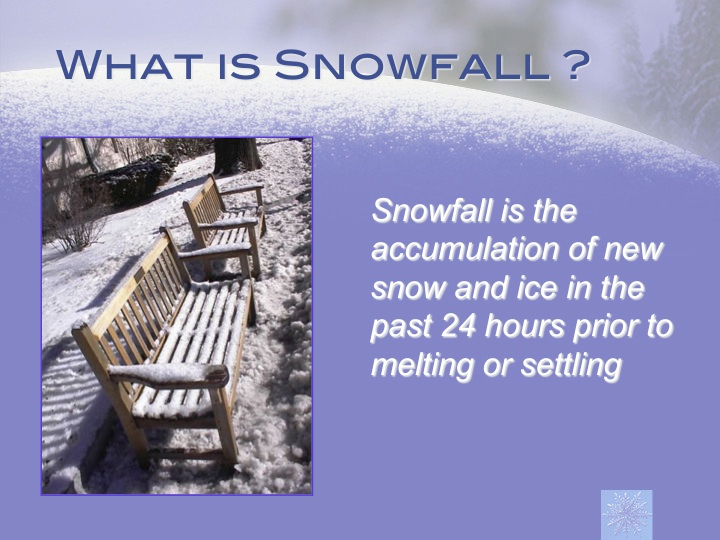 What is Snowfall ?
Snowfall is the
accumulation of new
snow and ice in the
past 24 hours prior to
melting or settling